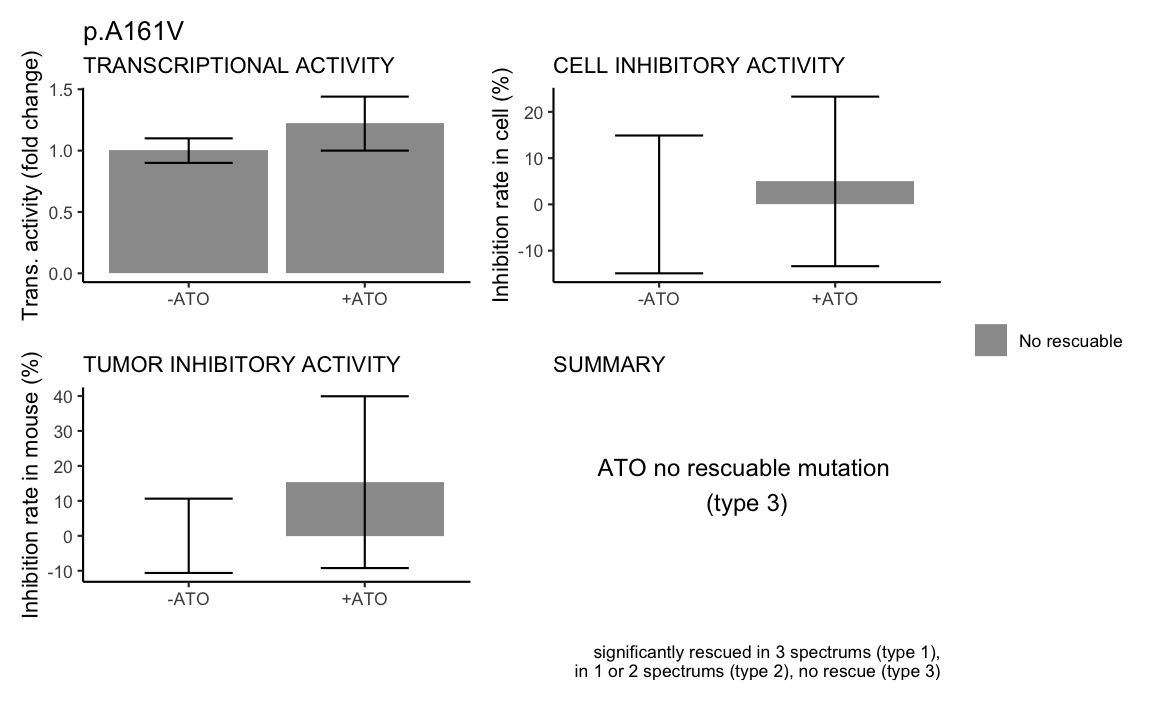 p.A161V
TRANSCRIPTIONAL ACTIVITY
Trans. activity (fold change)
1.5
1.0
0.5
0.0
-ATO
+ATO
CELL INHIBITORY ACTIVITY
Inhibition rate in cell (%)
20
10
0
-10
-ATO
+ATO
No rescuable
TUMOR INHIBITORY ACTIVITY
Inhibition rate in mouse (%)
40
30
20
10
0
-10
-ATO
+ATO
SUMMARY
ATO no rescuable mutation
(type 3)
significantly rescued in 3 spectrums (type 1),
in 1 or 2 spectrums (type 2), no rescue (type 3)